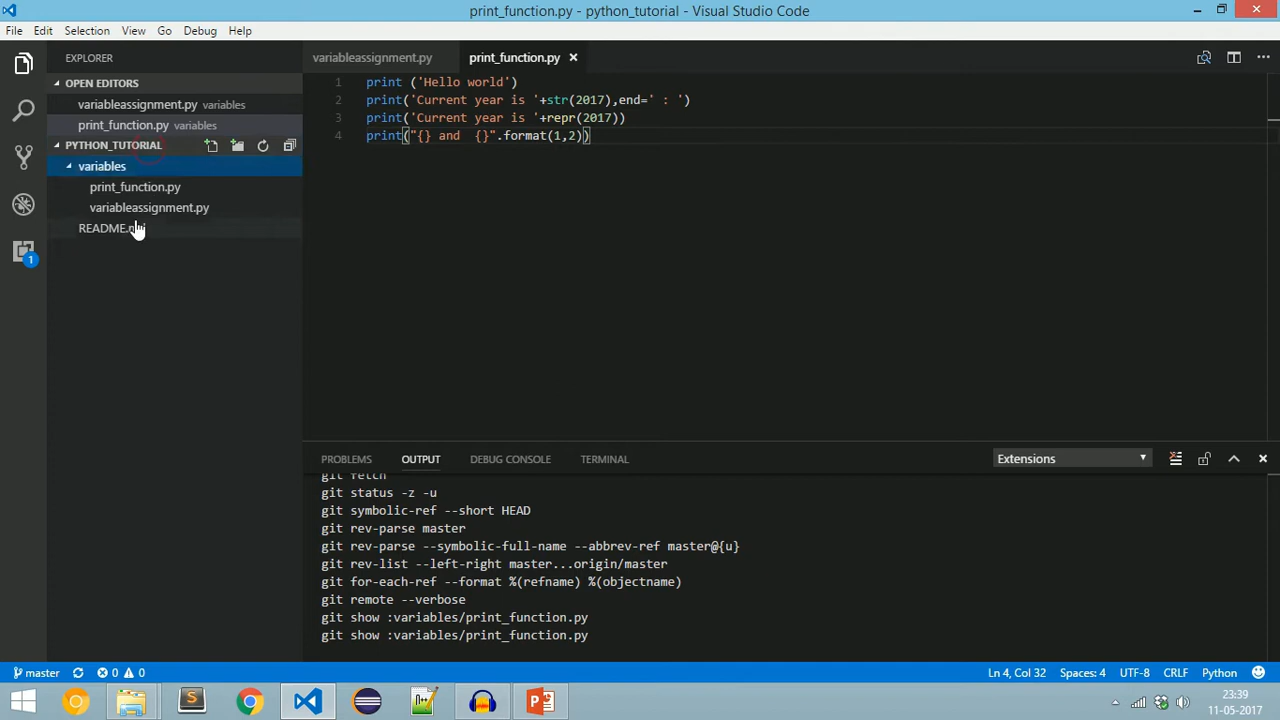 print_function.py - python_tutorial - Visual Studio Code
File Edit Selection View Go Debug Help
EXPLORER
OPEN EDITORS
variableassignment.py variables
print_function.py variables
PYTHON_TUTORIAL
variables
print_function.py
variableassignment.py
1
variableassignment.py print_function.py
1 print ('Hello world')
2 print('Current year is '+str(2017),end=' : ')
3 print('Current year is '+repr(2017))
4 print("{} and  {}".format(1,2))
PROBLEMS OUTPUT DEBUG CONSOLE TERMINAL Extensions
git fetch
git status -z -u
git symbolic-ref --short HEAD
git rev-parse master
git rev-parse --symbolic-full-name --abbrev-ref master@{u}
git rev-list --left-right master...origin/master
git for-each-ref --format %(refname) %(objectname)
git remote --verbose
git show :variables/print_function.py
git show :variables/print_function.py
master 0 0 Ln 4, Col 32 Spaces: 4 UTF-8 CRLF Python
23:39
11-05-2017